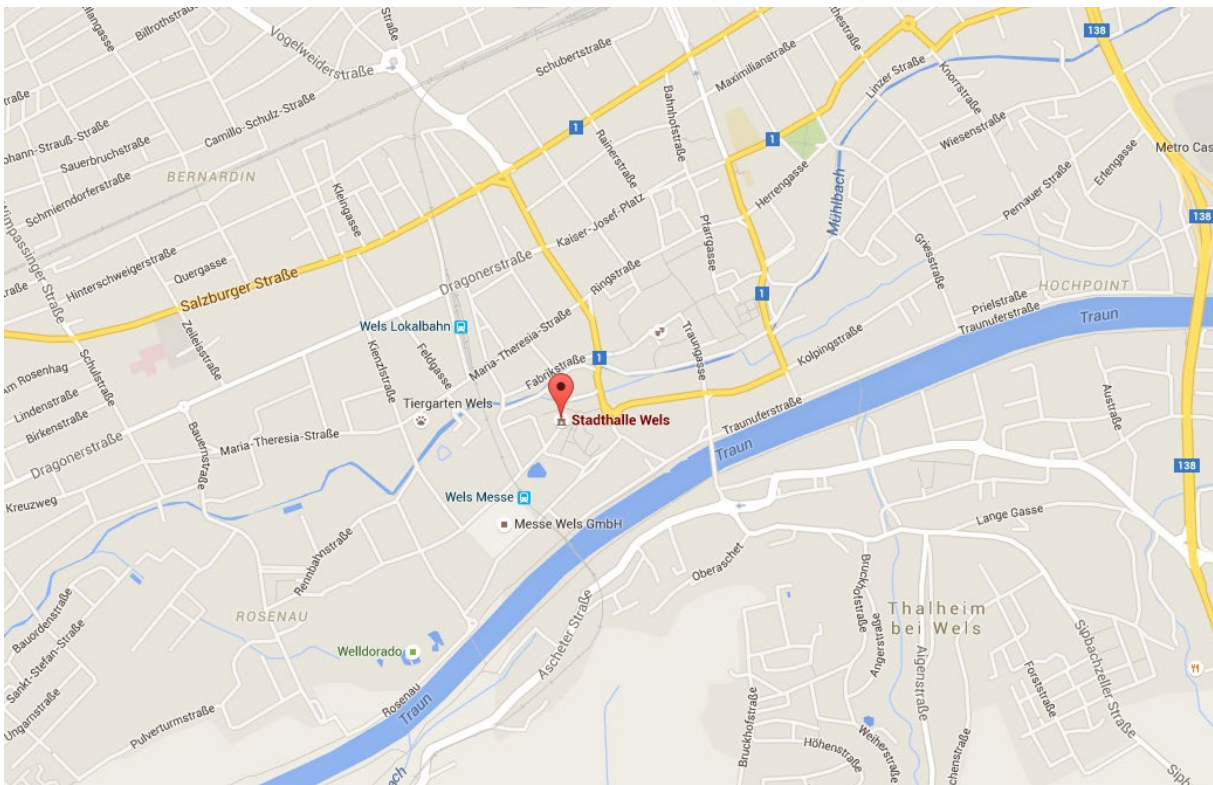 Billrothstraße
Straße
Vogelweiderstraße
138
Schubertstraße
Maximilianstraße
Linzer Straße
Knorrstraße
Camillo-Schulz-Straße
Bahnhofstraße
1
1
Wiesenstraße
Rainerstraße
Sauerbruchstraße
BERNARDIN
Metro Cas
Schmierndorferstraße
Kleingasse
Herrengasse
Erlengasse
Pernauer Straße
Kaiser-Josef-Platz
Mühlbach
138
Pfarrgasse
Quergasse
Hinterschweigerstraße
Dragonerstraße
Griesstraße
Salzburger Straße
Ringstraße
HOCHPOINT
1
Prielstraße
Traunuferstraße
Traun
Wels Lokalbahn
Zeileisstraße
Maria-Theresia-Straße
Traungasse
Kolpingstraße
Feldgasse
Kienzlstraße
Fabrikstraße
1
Schulstraße
Am Rosenhag
Lindenstraße
Birkenstraße
Tiergarten Wels
Stadthalle Wels
Traunuferstraße
Austraße
Dragonerstraße
Maria-Theresia-Straße
Bauernstraße
Traun
138
Kreuzweg
Wels Messe
Messe Wels GmbH
Lange Gasse
Rennbahnstraße
Oberaschet
Bruckhofstraße
Angerstraße
Thalheim
bei Wels
ROSENAU
Bauordenstraße
Sankt-Stefan-Straße
Welldorado
Ascheter Straße
Aigenstraße
Sipbachzeller Straße
Forststraße
Rosenau
Traun
Ungarnstraße
Pulverturmstraße
Bruckhofstraße
Höhenstraße
Weiherstraße